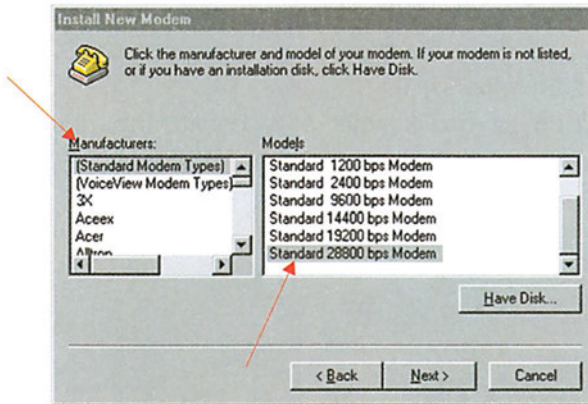 Install New Modem
Click the manufacturer and model of your modem. If your modem is not listed,
or if you have an installation disk, click Have Disk.
Manufacturers:
(Standard Modem Types)
(VoiceView Modem Types)
3X
Aceex
Acer
Alltron
Models
Standard 1200 bps Modem
Standard 2400 bps Modem
Standard 9600 bps Modem
Standard 14400 bps Modem
Standard 19200 bps Modem
Standard 28800 bps Modem
Have Disk...
< Back
Next >
Cancel